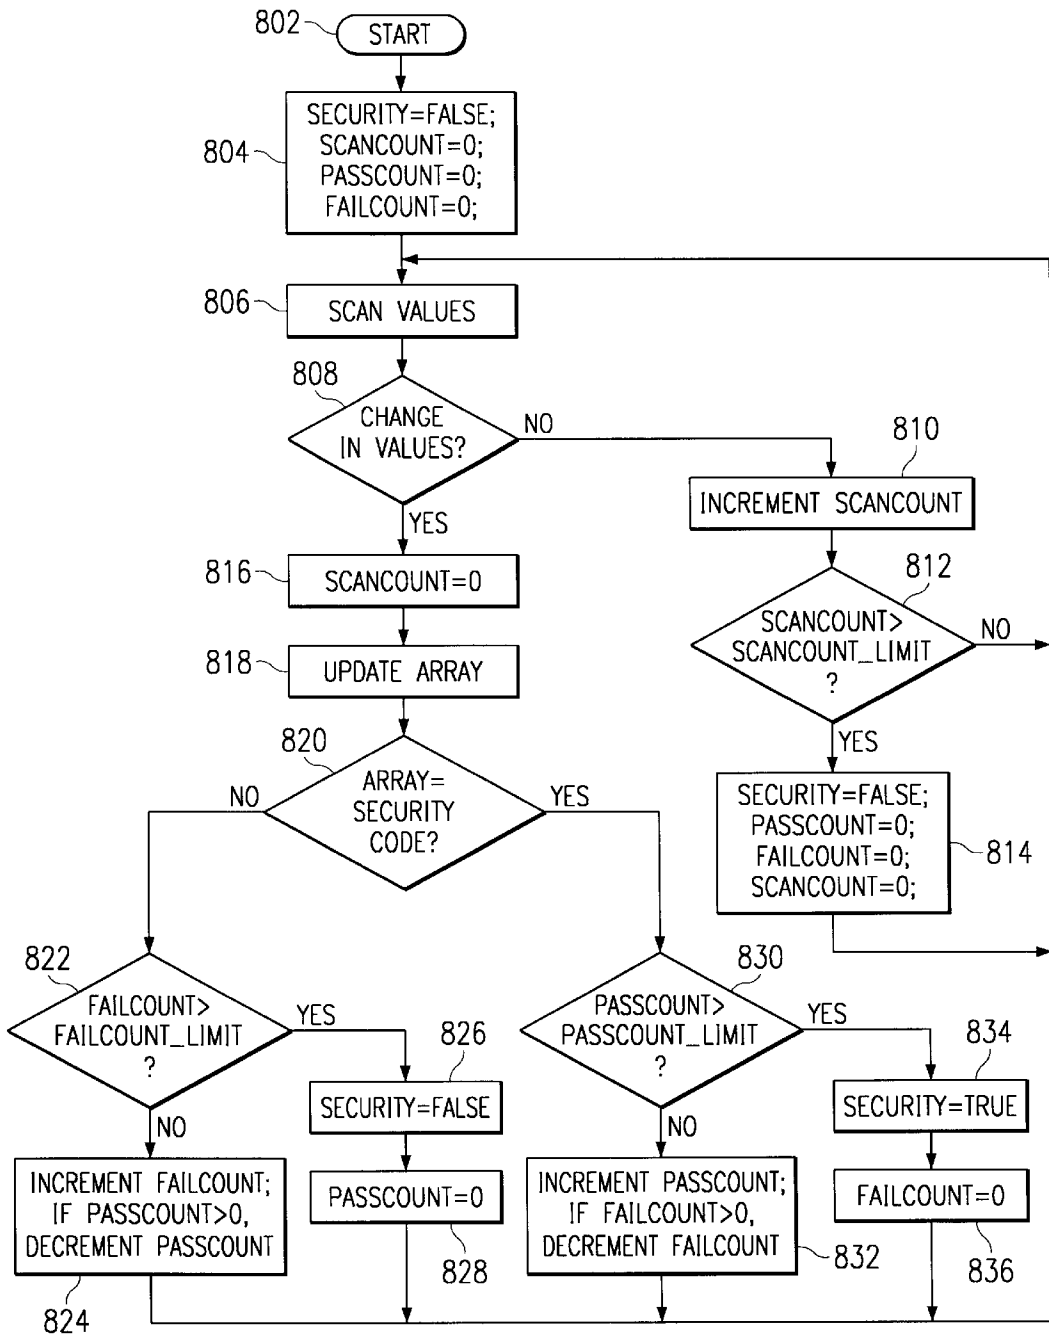 802
START
804
SECURITY=FALSE;
SCANCOUNT=0;
PASSCOUNT=0;
FAILCOUNT=0;
806
SCAN VALUES
808
CHANGE
IN VALUES?
NO
YES
810
INCREMENT SCANCOUNT
812
SCANCOUNT>
SCANCOUNT_LIMIT
?
NO
YES
SECURITY=FALSE;
PASSCOUNT=0;
FAILCOUNT=0;
SCANCOUNT=0;
814
816
SCANCOUNT=0
818
UPDATE ARRAY
820
ARRAY=
SECURITY
CODE?
NO
YES
822
FAILCOUNT>
FAILCOUNT_LIMIT
?
YES
NO
826
SECURITY=FALSE
PASSCOUNT=0
828
INCREMENT FAILCOUNT;
IF PASSCOUNT>0,
DECREMENT PASSCOUNT
824
830
PASSCOUNT>
PASSCOUNT_LIMIT
?
YES
NO
834
SECURITY=TRUE
FAILCOUNT=0
836
INCREMENT PASSCOUNT;
IF FAILCOUNT>0,
DECREMENT FAILCOUNT
832